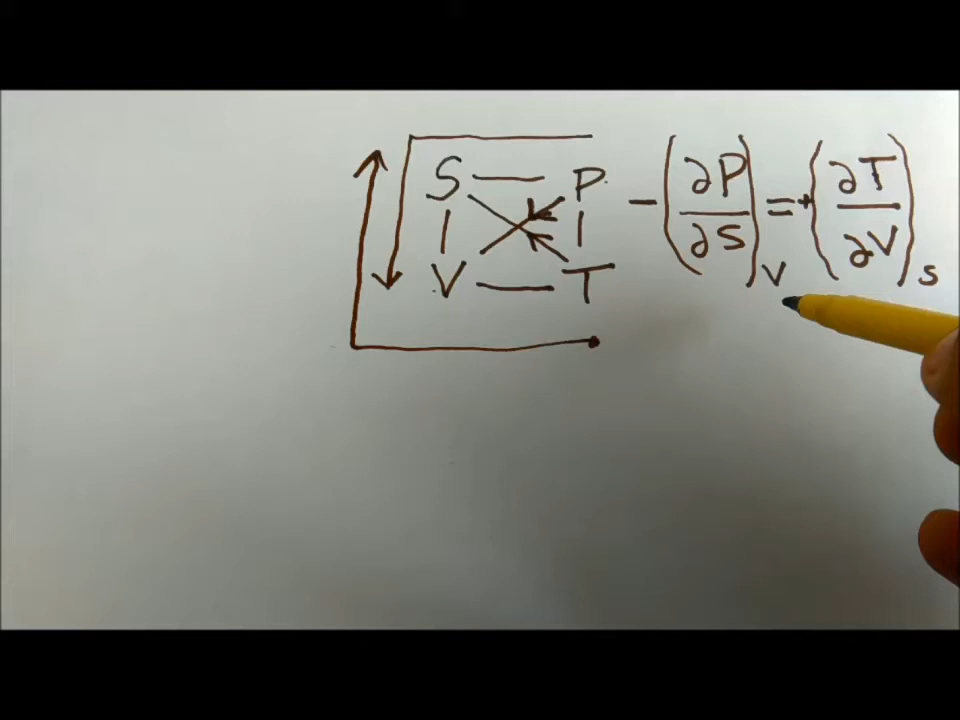 S — P
V — T
-(∂P/∂S)_V = +(∂T/∂V)_S